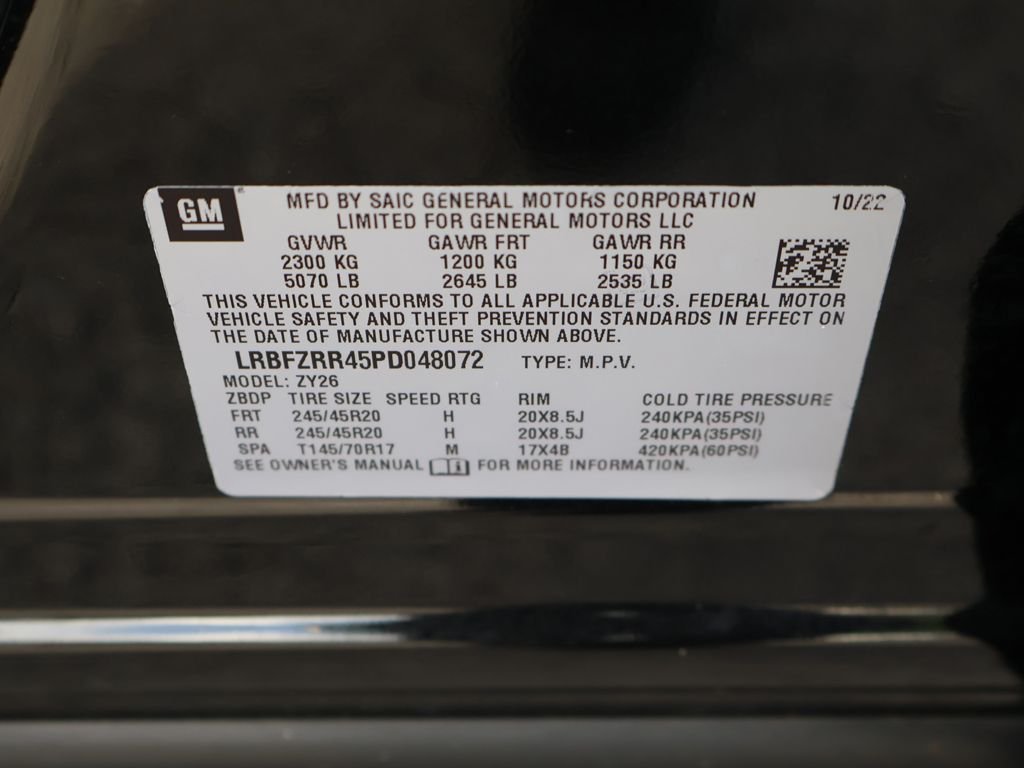 GM
MFD BY SAIC GENERAL MOTORS CORPORATION 10/22
LIMITED FOR GENERAL MOTORS LLC
GVWR GAWR FRT GAWR RR
2300 KG 1200 KG 1150 KG
5070 LB 2645 LB 2535 LB
THIS VEHICLE CONFORMS TO ALL APPLICABLE U.S. FEDERAL MOTOR
VEHICLE SAFETY AND THEFT PREVENTION STANDARDS IN EFFECT ON
THE DATE OF MANUFACTURE SHOWN ABOVE.
LRBFZRR45PD048072 TYPE: M.P.V.
MODEL: ZY26
ZBDP TIRE SIZE SPEED RTG RIM COLD TIRE PRESSURE
FRT 245/45R20 H 20X8.5J 240KPA(35PSI)
RR 245/45R20 H 20X8.5J 240KPA(35PSI)
SPA T145/70R17 M 17X4B 420KPA(60PSI)
SEE OWNER'S MANUAL FOR MORE INFORMATION.